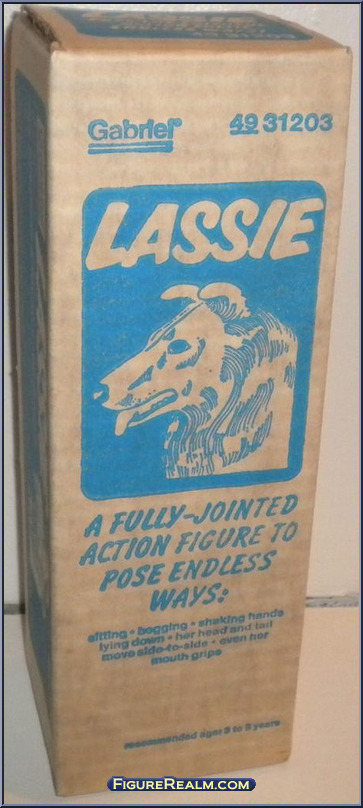 Gabriel
49 31203
LASSIE
A FULLY-JOINTED
ACTION FIGURE TO
POSE ENDLESS
WAYS:
sitting • begging • shaking hands
lying down • her head and tail
move side-to-side • even her
mouth grips
recommended ages 3 to 8 years
FIGUREREALM.COM